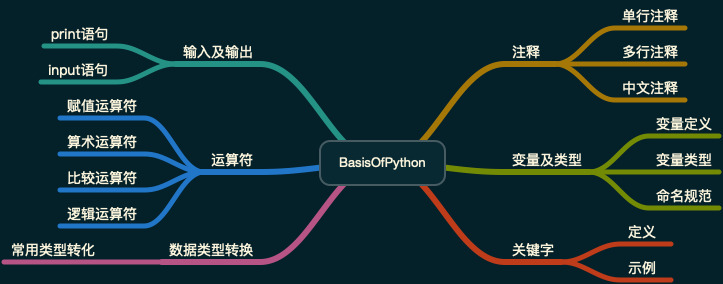 BasisOfPython
注释
单行注释
多行注释
中文注释
变量及类型
变量定义
变量类型
命名规范
关键字
定义
示例
输入及输出
print语句
input语句
运算符
赋值运算符
算术运算符
比较运算符
逻辑运算符
数据类型转换
常用类型转化